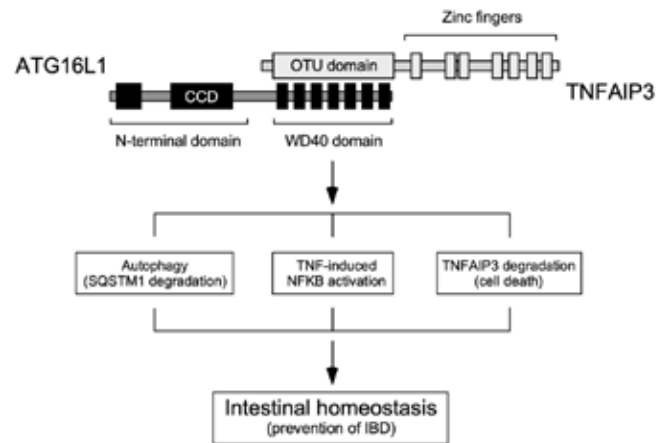 Zinc fingers
ATG16L1
OTU domain
TNFAIP3
CCD
N-terminal domain
WD40 domain
Autophagy
(SQSTM1 degradation)
TNF-induced
NFKB activation
TNFAIP3 degradation
(cell death)
Intestinal homeostasis
(prevention of IBD)